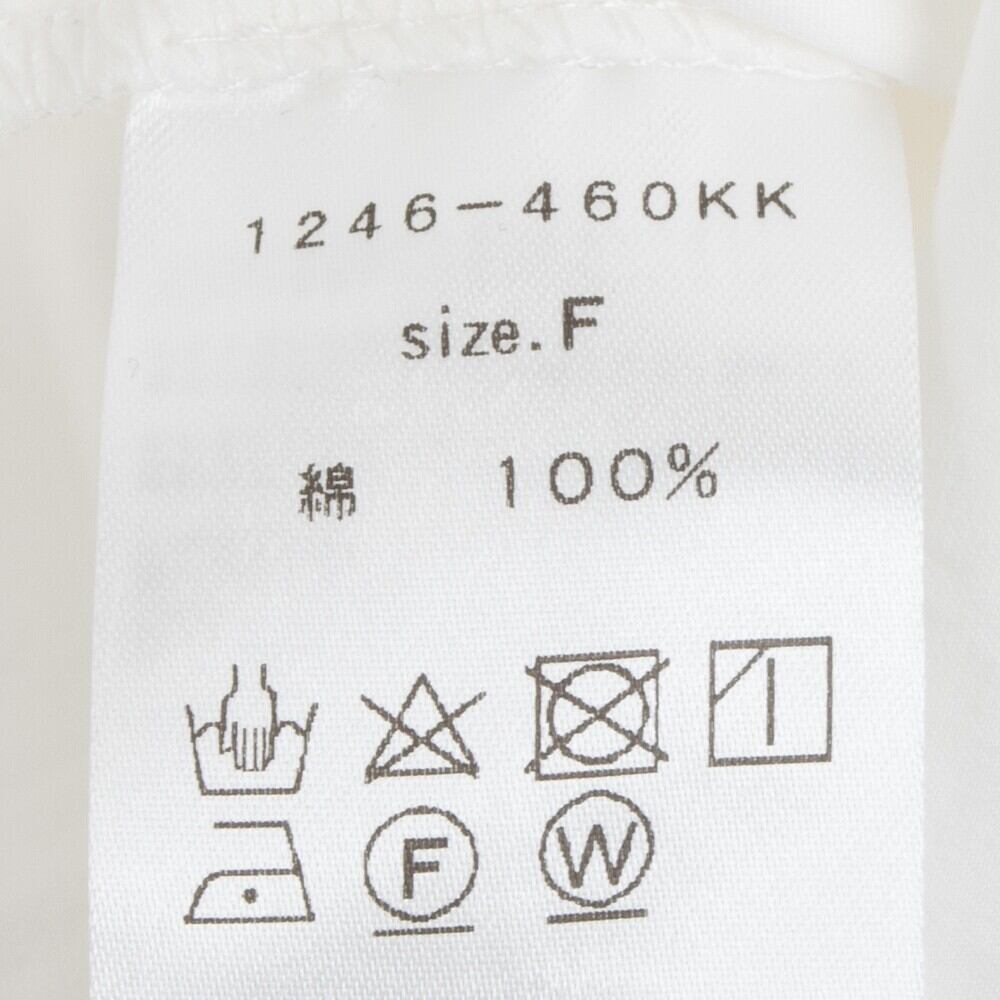 1246-460KK
size.F
綿 100%
F W